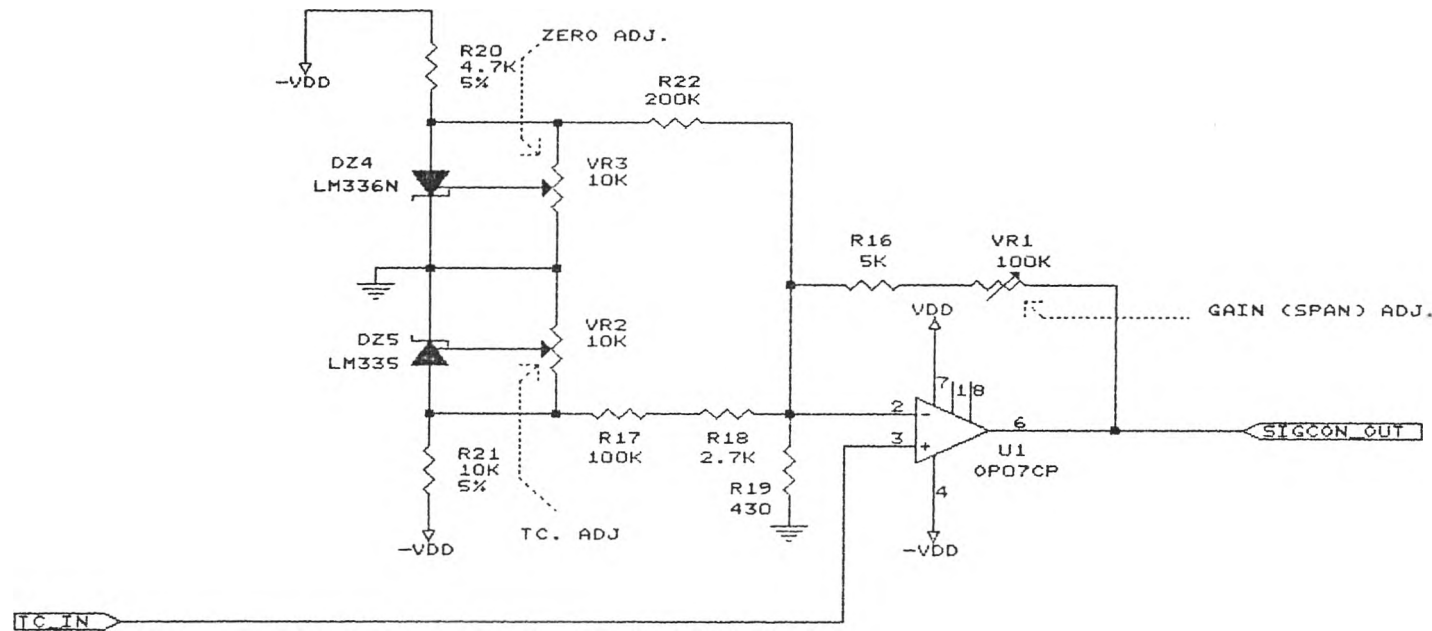 ZERO ADJ.
R20
4.7K
5%
-VDD
R22
200K
DZ4
LM336N
VR3
10K
R16
5K
VR1
100K
VDD
GAIN (SPAN) ADJ.
DZ5
LM335
VR2
10K
7
1
8
2
3
6
4
R17
100K
R18
2.7K
U1
OP07CP
SIGCON_OUT
R21
10K
5%
R19
430
TC. ADJ
-VDD
-VDD
TC_IN